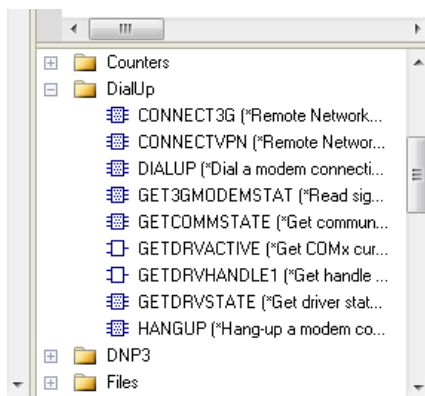 Counters
DialUp
CONNECT3G (*Remote Network...
CONNECTVPN (*Remote Networ...
DIALUP (*Dial a modem connecti...
GET3GMODEMSTAT (*Read sig...
GETCOMMSTATE (*Get commun...
GETDRVACTIVE (*Get COMx cur...
GETDRVHANDLE1 (*Get handle ...
GETDRVSTATE (*Get driver stat...
HANGUP (*Hang-up a modem co...
DNP3
Files